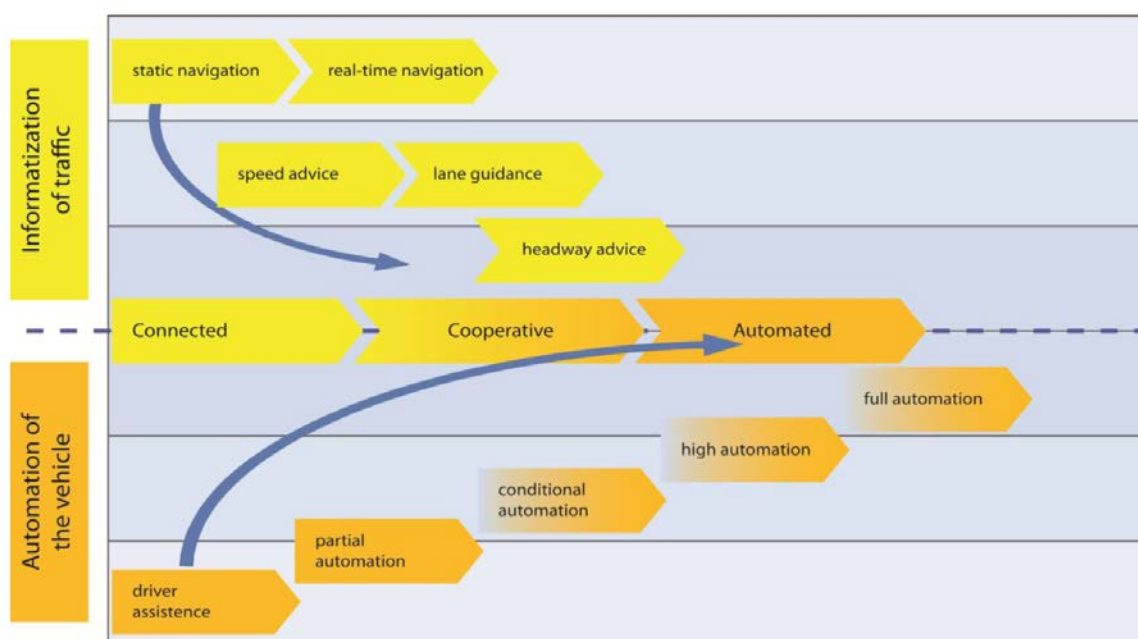 Informatization
of traffic
static navigation
real-time navigation
speed advice
lane guidance
headway advice
Connected
Cooperative
Automated
Automation of
the vehicle
full automation
high automation
conditional
automation
partial
automation
driver
assistence